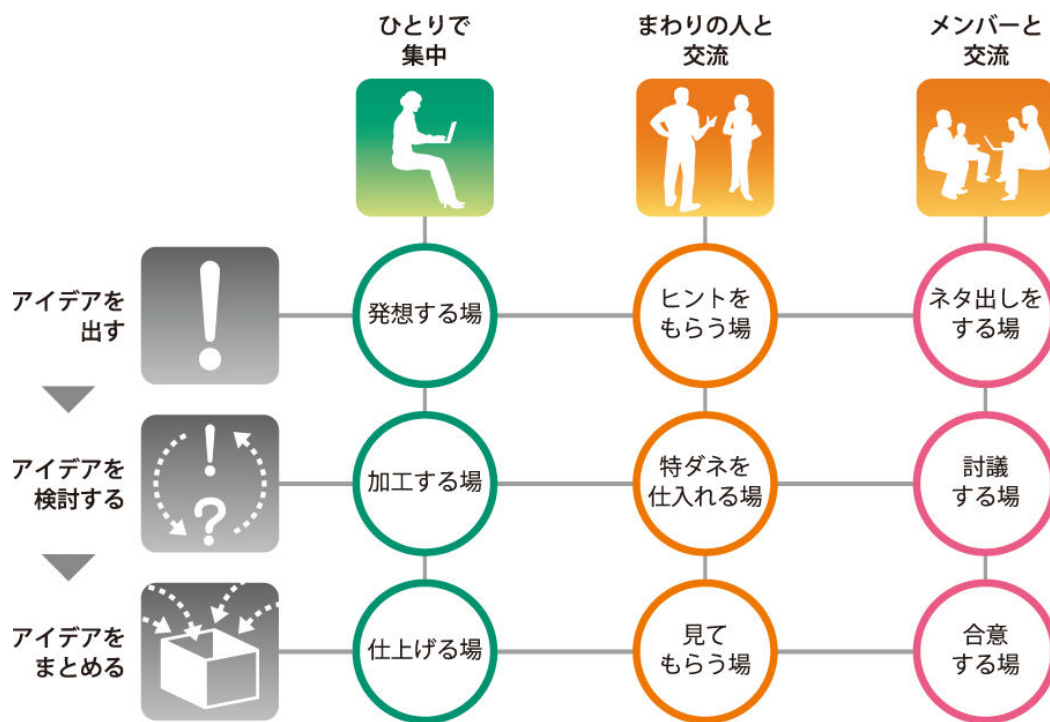 ひとりで
集中
まわりの人と
交流
メンバーと
交流
アイデアを
出す
発想する場
ヒントを
もらう場
ネタ出しを
する場
アイデアを
検討する
加工する場
特ダネを
仕入れる場
討議
する場
アイデアを
まとめる
仕上げる場
見て
もらう場
合意
する場